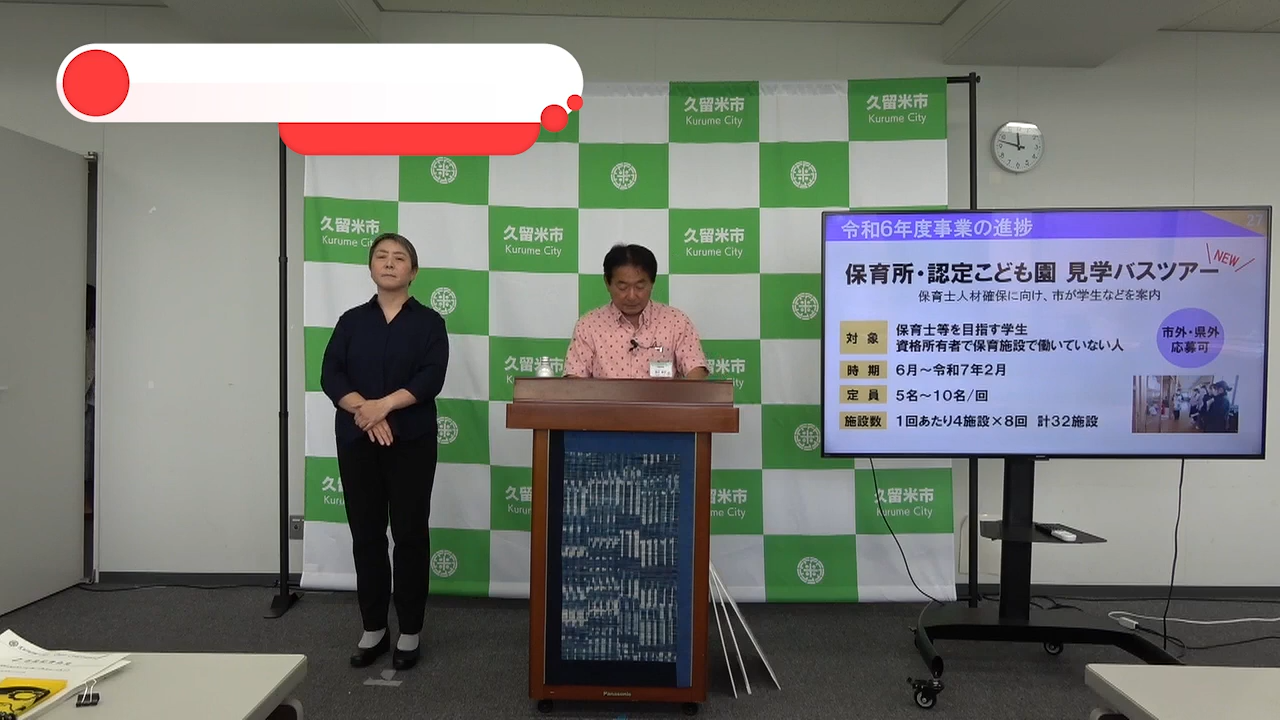 久留米市
Kurume City
久留米市
Kurume City
久留米市
Kurume City
久留米市
Kurume City
久留米市
Kurume City
久留米市
久留米市
Kurume City
令和6年度事業の進捗
27
保育所・認定こども園 見学バスツアー
NEW
保育士人材確保に向け、市が学生などを案内
対 象
保育士等を目指す学生
資格所有者で保育施設で働いていない人
市外・県外
応募可
時 期
6月～令和7年2月
定 員
5名～10名/回
施設数
1回あたり4施設×8回 計32施設
Panasonic